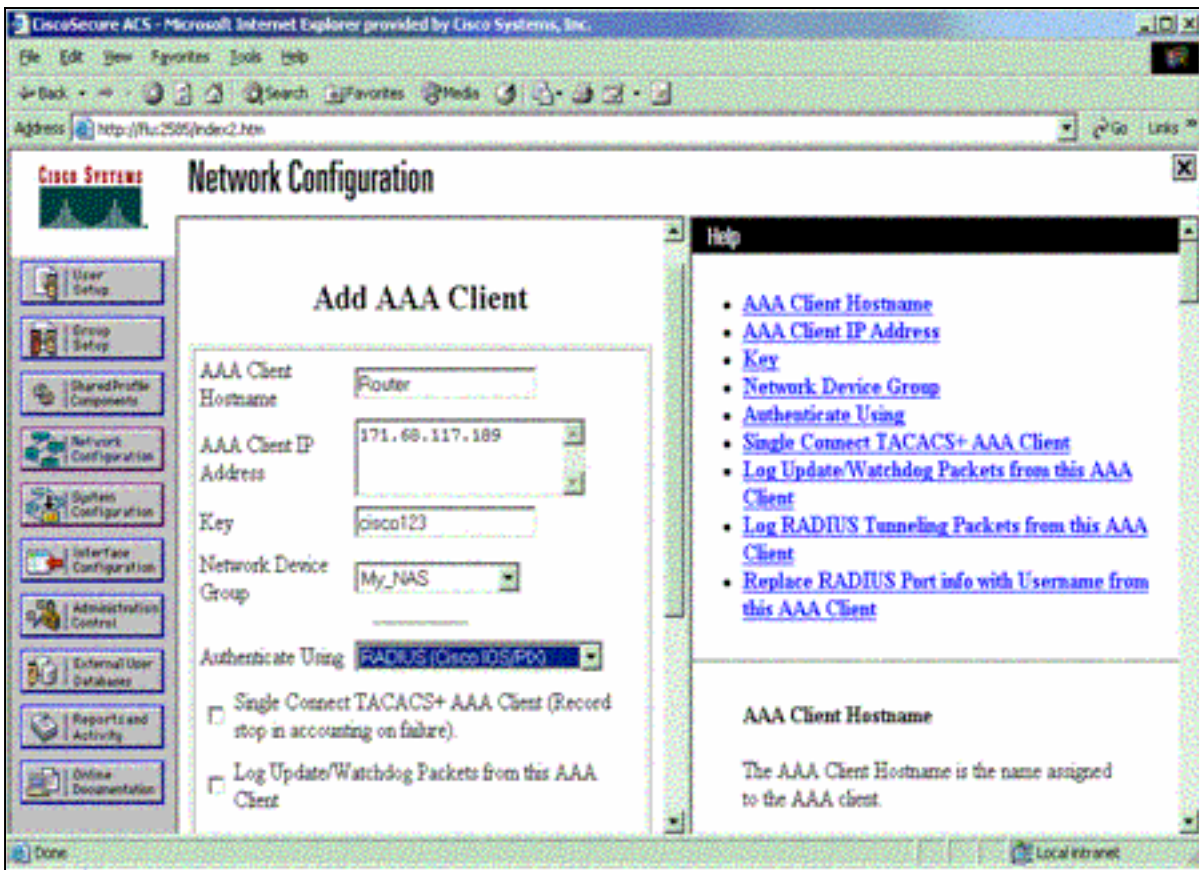 CiscoSecure ACS - Microsoft Internet Explorer provided by Cisco Systems, Inc.
File Edit View Favorites Tools Help
Back Search Favorites Media
Address http://flu:2585/index2.htm Go Links »
CISCO SYSTEMS
Network Configuration
User Setup
Group Setup
Shared Profile Components
Network Configuration
System Configuration
Interface Configuration
Administration Control
External User Databases
Reports and Activity
Online Documentation
Add AAA Client
AAA Client Hostname
Router
AAA Client IP Address
171.68.117.189
Key
cisco123
Network Device Group
My_NAS
Authenticate Using
RADIUS (Cisco IOS/PIX)
Single Connect TACACS+ AAA Client (Record
stop in accounting on failure).
Log Update/Watchdog Packets from this AAA
Client
Help
AAA Client Hostname
AAA Client IP Address
Key
Network Device Group
Authenticate Using
Single Connect TACACS+ AAA Client
Log Update/Watchdog Packets from this AAA
Client
Log RADIUS Tunneling Packets from this AAA
Client
Replace RADIUS Port info with Username from
this AAA Client
AAA Client Hostname
The AAA Client Hostname is the name assigned
to the AAA client.
Done
Local intranet